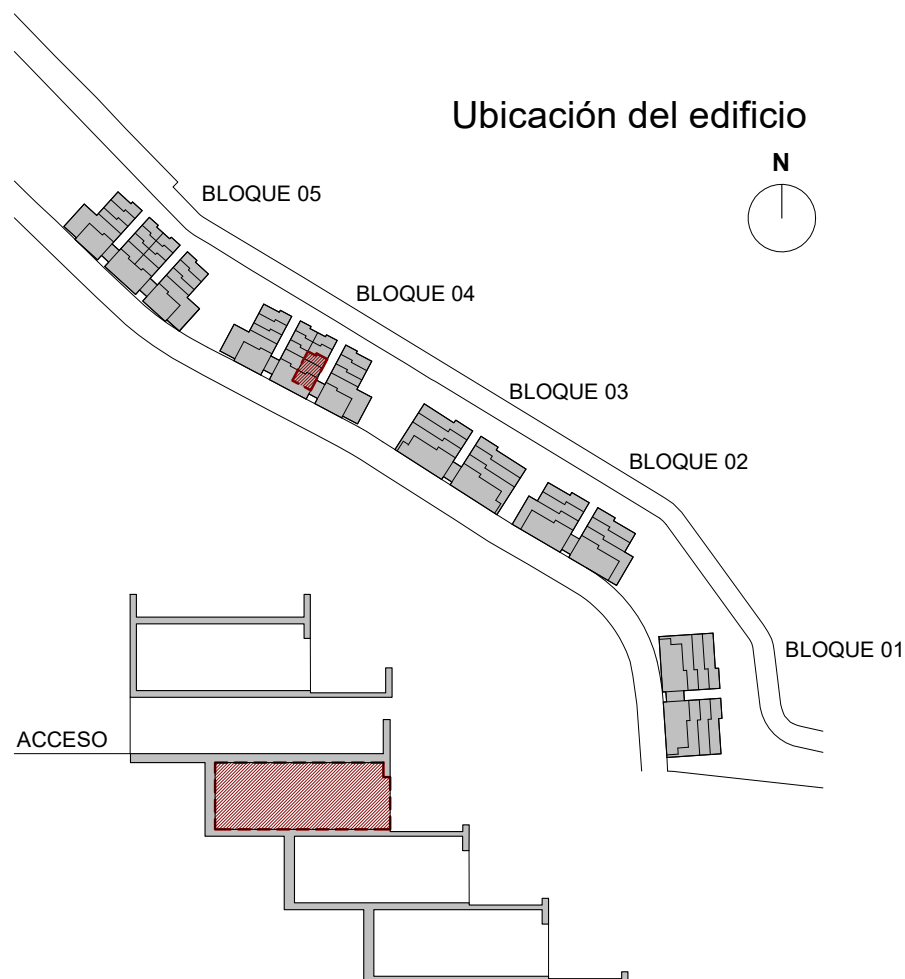 Ubicación del edificio
N
BLOQUE 05
BLOQUE 04
BLOQUE 03
BLOQUE 02
BLOQUE 01
ACCESO